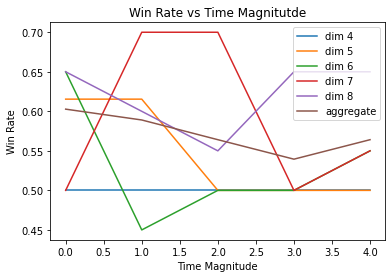 Win Rate vs Time Magnitutde
0.70
0.65
0.60
0.55
0.50
0.45
Win Rate
dim 4
dim 5
dim 6
dim 7
dim 8
aggregate
0.0 0.5 1.0 1.5 2.0 2.5 3.0 3.5 4.0
Time Magnitude